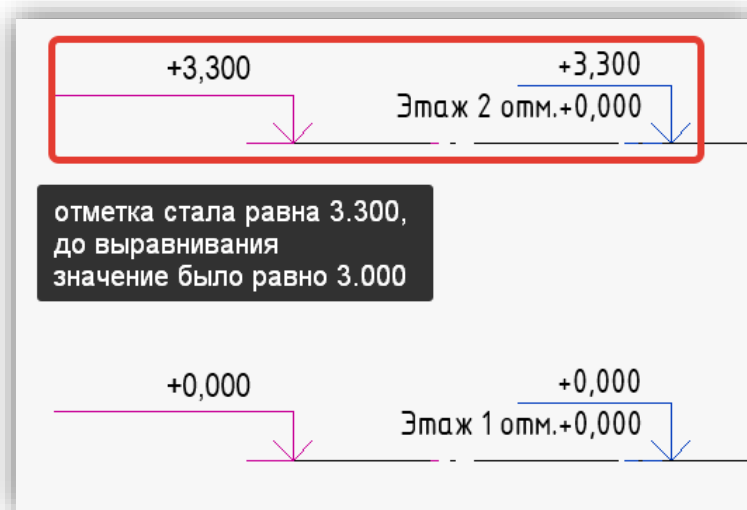 +3,300
+3,300
Этаж 2 отм.+0,000
отметка стала равна 3.300,
до выравнивания
значение было равно 3.000
+0,000
+0,000
Этаж 1 отм.+0,000